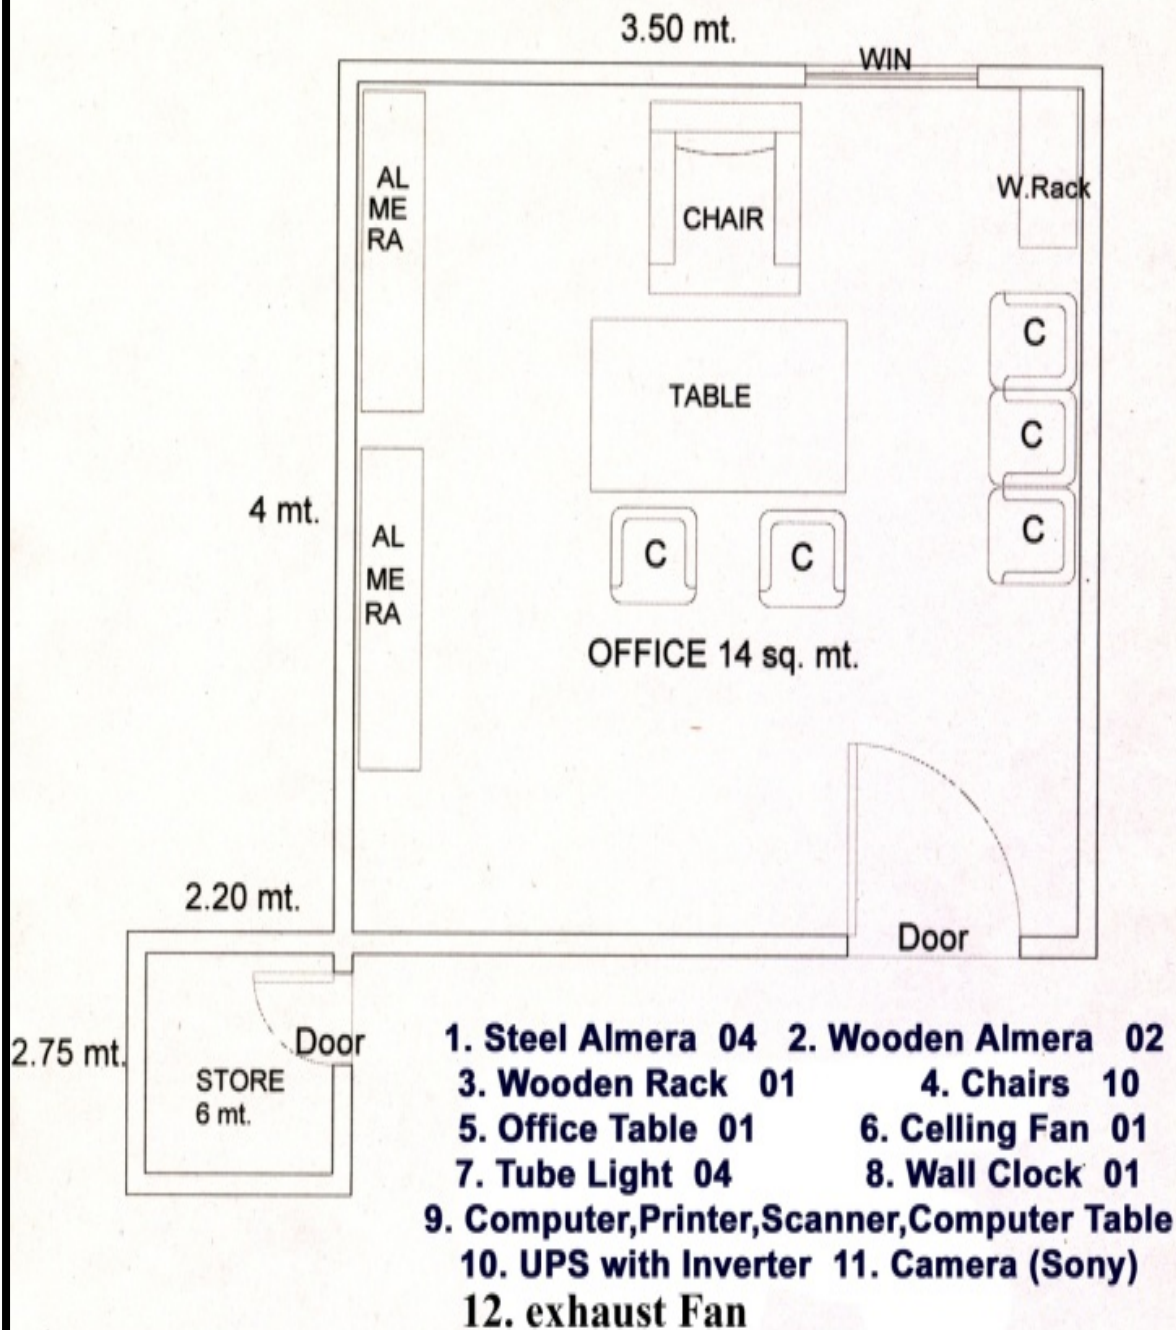 3.50 mt.
WIN
AL
ME
RA
CHAIR
W.Rack
C
TABLE
C
4 mt.
AL
ME
RA
C
C
C
OFFICE 14 sq. mt.
2.20 mt.
Door
2.75 mt.
Door
STORE
6 mt.
1. Steel Almera 04 2. Wooden Almera 02
3. Wooden Rack 01 4. Chairs 10
5. Office Table 01 6. Celling Fan 01
7. Tube Light 04 8. Wall Clock 01
9. Computer,Printer,Scanner,Computer Table
10. UPS with Inverter 11. Camera (Sony)
12. exhaust Fan